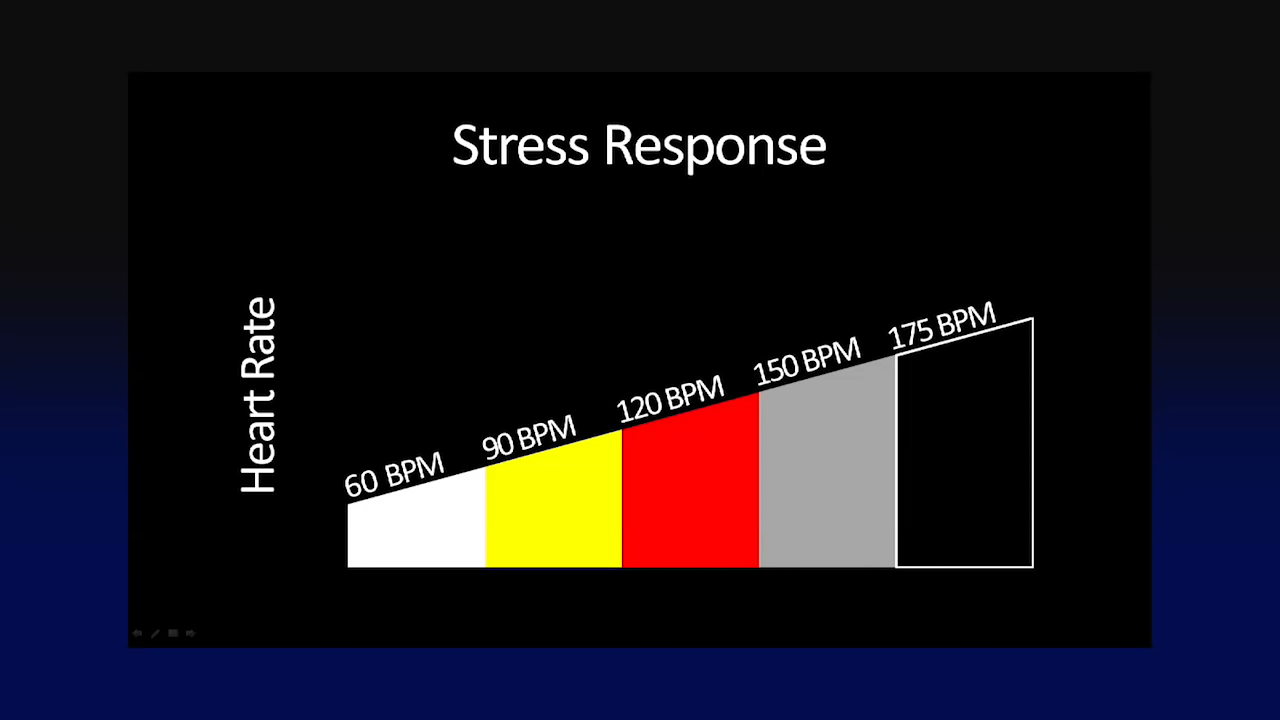 Stress Response
Heart Rate
60 BPM
90 BPM
120 BPM
150 BPM
175 BPM